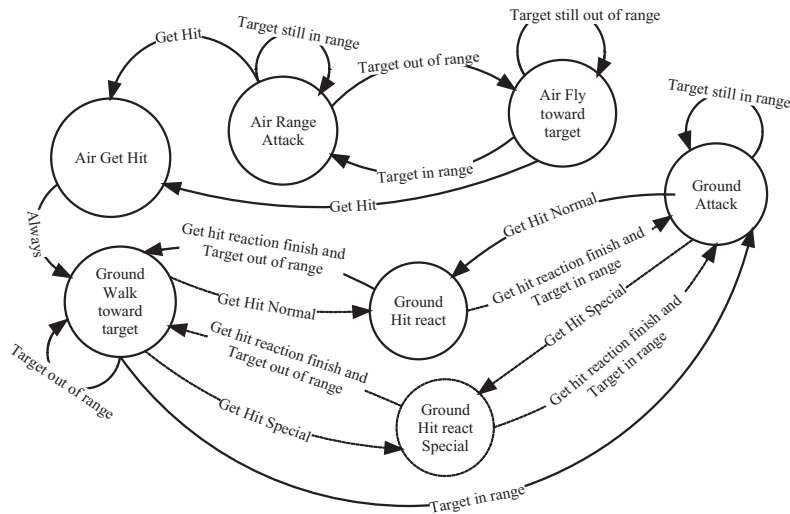 Target still out of range
Get Hit
Target still in range
Target out of range
Target still in range
Air Fly
toward
target
Air Range
Attack
Air Get Hit
Target in range
Ground
Attack
Get Hit
Get Hit Normal
Always
Get hit reaction finish and
Target out of range
Get hit reaction finish and
Target in range
Ground
Walk
toward
target
Get Hit Normal
Ground
Hit react
Get Hit Special
Get hit reaction finish and
Target out of range
Get hit reaction finish and
Target in range
Target out of range
Get Hit Special
Ground
Hit react
Special
Target in range